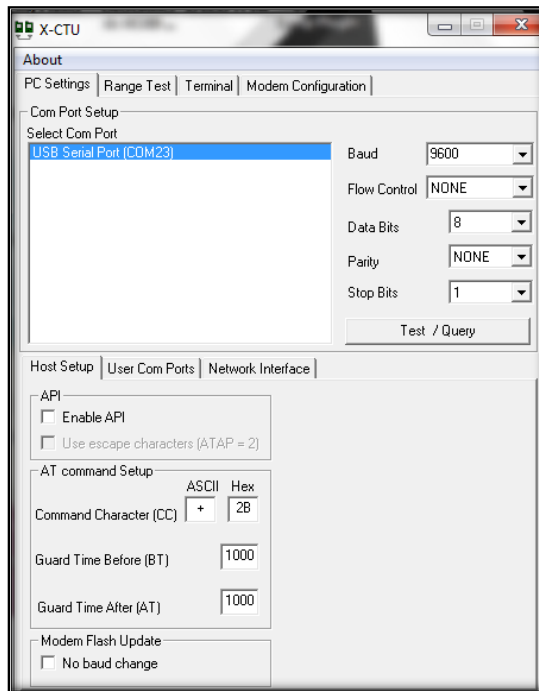 X-CTU
About
PC Settings Range Test Terminal Modem Configuration
Com Port Setup
Select Com Port
USB Serial Port (COM23)
Baud 9600
Flow Control NONE
Data Bits 8
Parity NONE
Stop Bits 1
Test / Query
Host Setup User Com Ports Network Interface
API
Enable API
Use escape characters (ATAP = 2)
AT command Setup
ASCII Hex
Command Character (CC) + 2B
Guard Time Before (BT) 1000
Guard Time After (AT) 1000
Modem Flash Update
No baud change